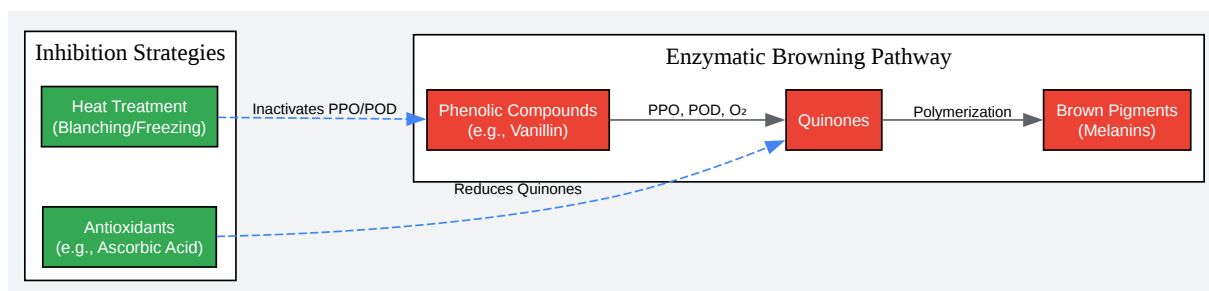 Inhibition Strategies
Heat Treatment
(Blanching/Freezing)
Antioxidants
(e.g., Ascorbic Acid)
Inactivates PPO/POD
Reduces Quinones
Enzymatic Browning Pathway
Phenolic Compounds
(e.g., Vanillin)
PPO, POD, O₂
Quinones
Polymerization
Brown Pigments
(Melanins)